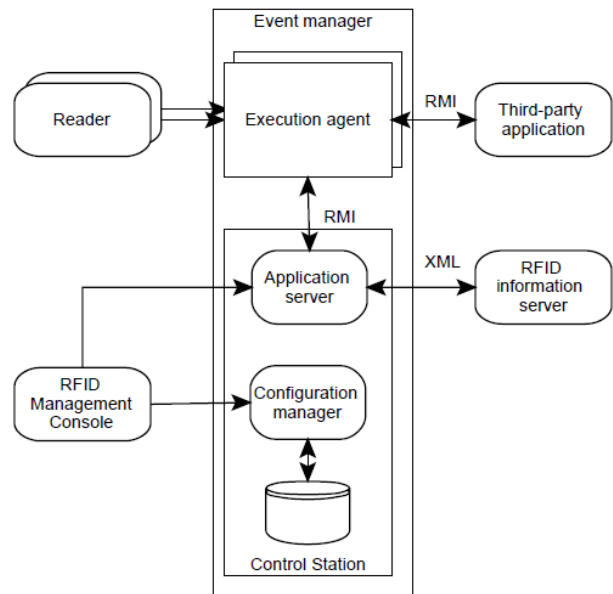 Event manager
Reader
Execution agent
RMI
Third-party
application
RMI
Application
server
XML
RFID
information
server
RFID
Management
Console
Configuration
manager
Control Station